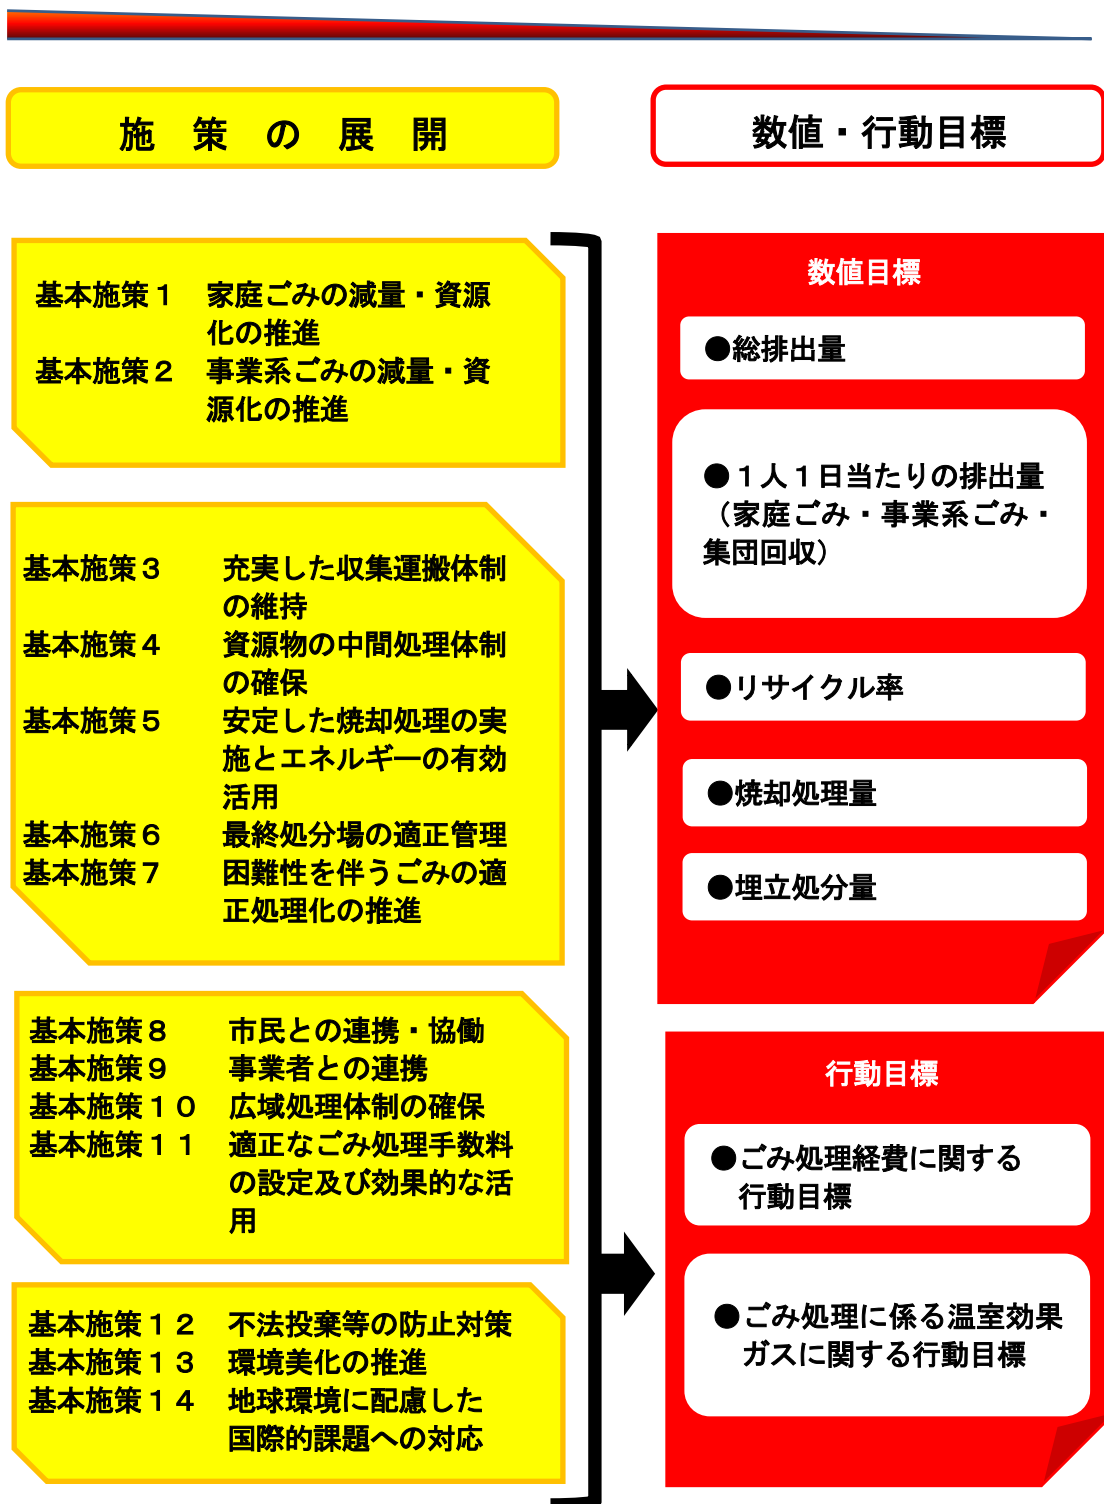 施 策 の 展 開
基本施策１ 家庭ごみの減量・資源
化の推進
基本施策２ 事業系ごみの減量・資
源化の推進
基本施策３ 充実した収集運搬体制
の維持
基本施策４ 資源物の中間処理体制
の確保
基本施策５ 安定した焼却処理の実
施とエネルギーの有効
活用
基本施策６ 最終処分場の適正管理
基本施策７ 困難性を伴うごみの適
正処理化の推進
基本施策８ 市民との連携・協働
基本施策９ 事業者との連携
基本施策１０ 広域処理体制の確保
基本施策１１ 適正なごみ処理手数料
の設定及び効果的な活
用
基本施策１２ 不法投棄等の防止対策
基本施策１３ 環境美化の推進
基本施策１４ 地球環境に配慮した
国際的課題への対応
数値・行動目標
数値目標
●総排出量
●１人１日当たりの排出量
（家庭ごみ・事業系ごみ・
集団回収）
●リサイクル率
●焼却処理量
●埋立処分量
行動目標
●ごみ処理経費に関する
行動目標
●ごみ処理に係る温室効果
ガスに関する行動目標